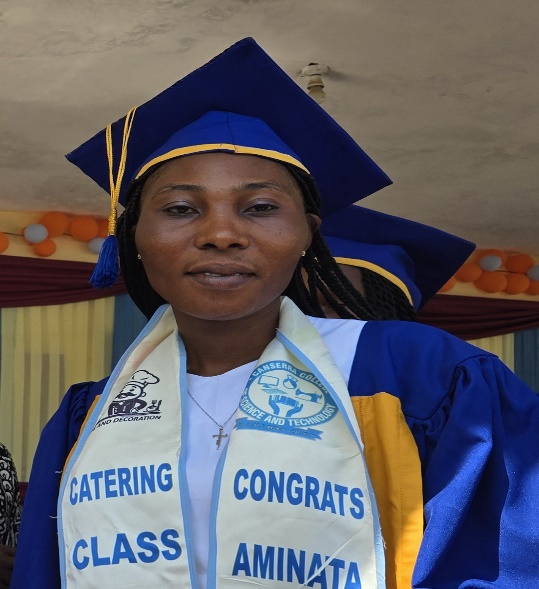 AND DECORATION
CATERING
CLASS
CANSERRA COLLEGE
SCIENCE AND TECHNOLOGY
CONGRATS
AMINATA